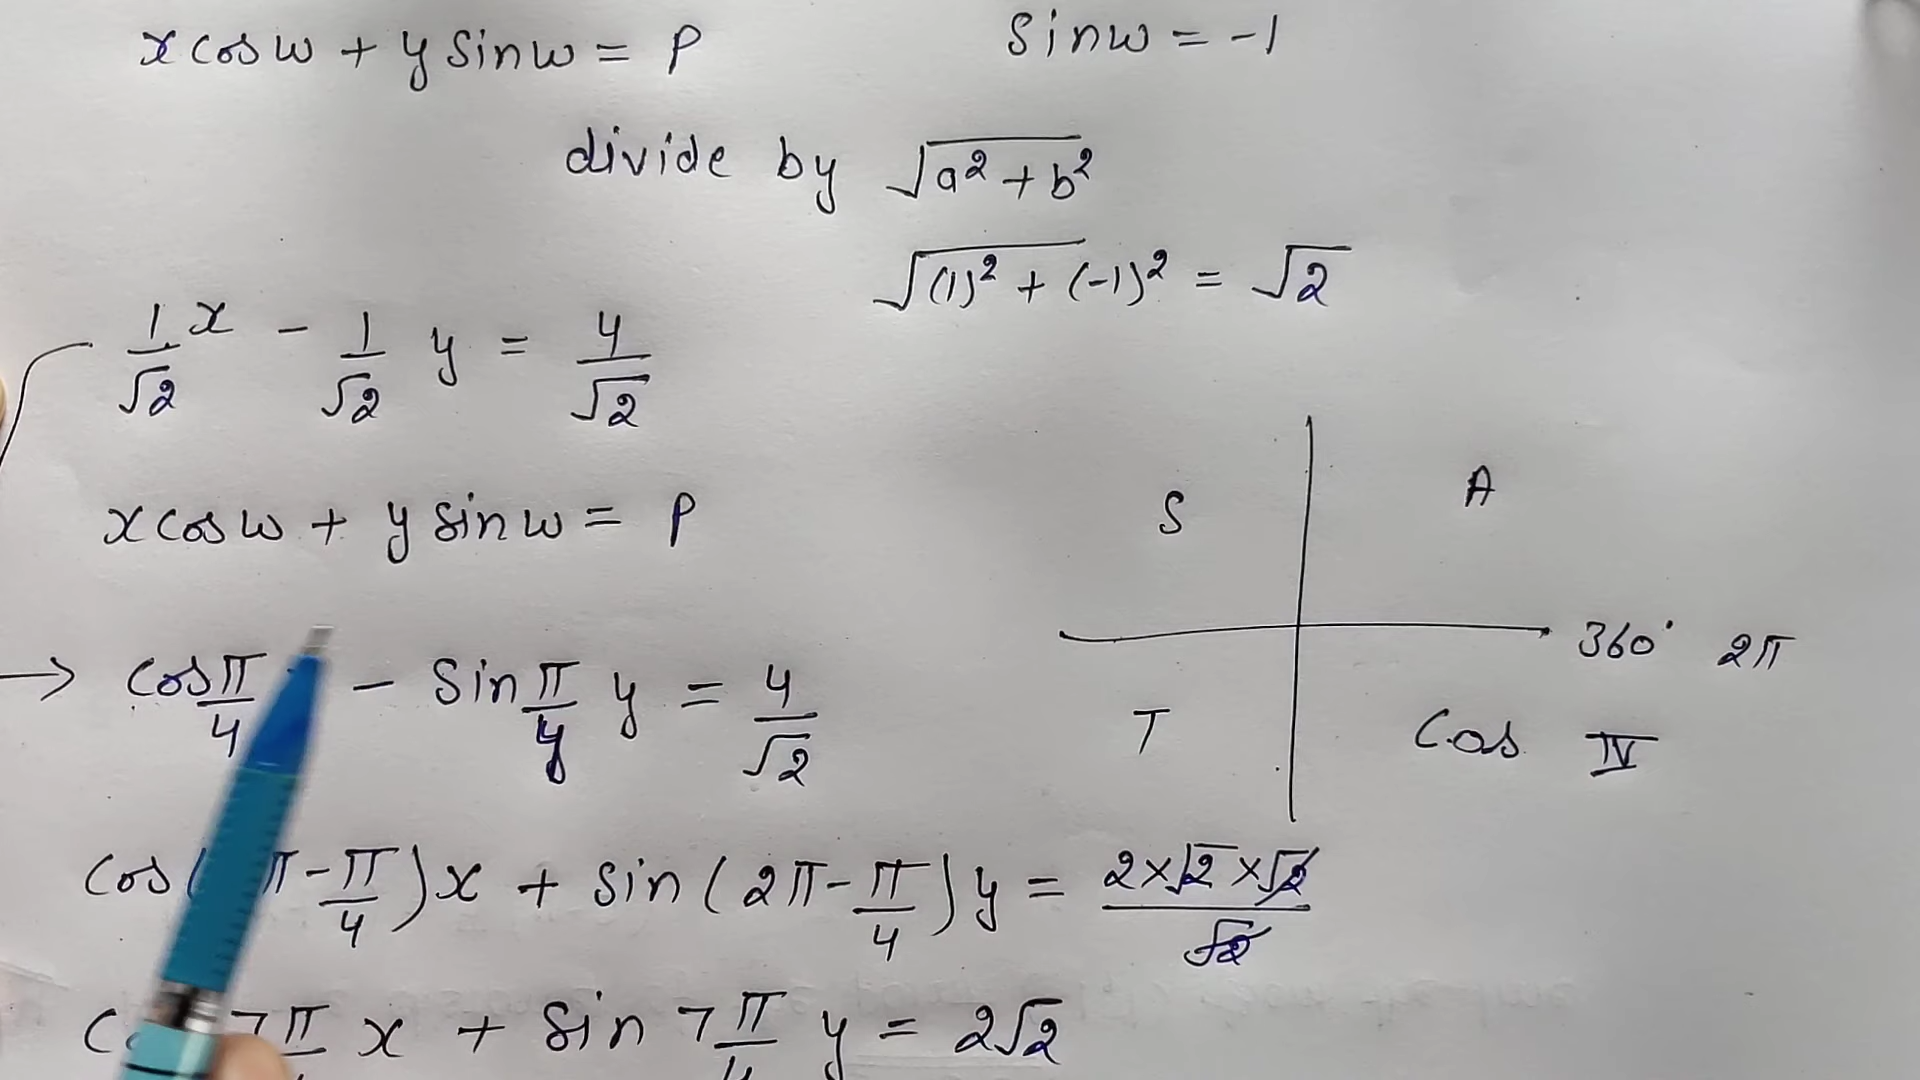 x cos w + y sin w = p
sin w = -1
divide by √(a² + b²)
√((1)² + (-1)²) = √2
1/√2 x - 1/√2 y = 4/√2
x cos w + y sin w = p
S
A
360° 2π
T
Cos IV
→ cos π/4 - sin π/4 y = 4/√2
cos( π - π/4)x + sin(2π - π/4)y = 2×√2×√2/√2
7π x + sin 7π y = 2√2